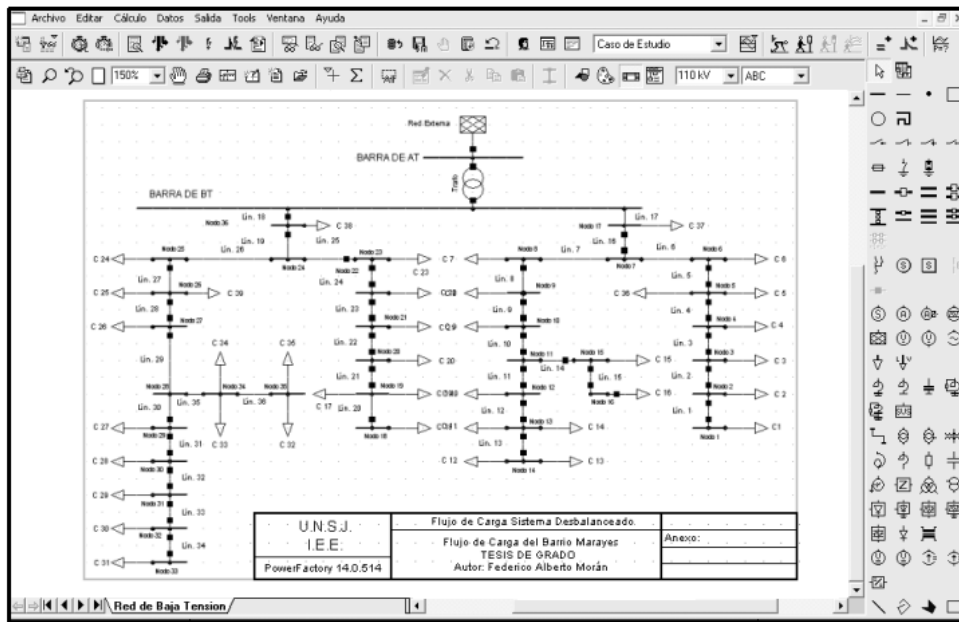 Archivo Editar Cálculo Datos Salida Tools Ventana Ayuda
Caso de Estudio
150% 110 kV ABC
Red Externa
BARRA DE AT
Trafo
BARRA DE BT
Nodo 36 Lin. 18 C 38 Nodo 17 Lin. 17 C 37
Lin. 19 Lin. 25 Lin. 16
Nodo 25 Lin. 26 Nodo 23 Nodo 8 Lin. 7 Lin. 6 Nodo 6
C 24 Nodo 24 Nodo 22 C 7 Nodo 7 C 6
C 23
Lin. 27 Lin. 24 Lin. 8 Lin. 5
Nodo 26 Nodo 9 Nodo 5
C 25 C 39 C 36 C 5
Lin. 28 Lin. 23 Lin. 9 Lin. 4
Nodo 27 Nodo 21 Nodo 10 Nodo 4
C 26 C 4
C 34 C 35 Lin. 22 Lin. 10 Lin. 3
Lin. 29 Nodo 20 Nodo 11 Nodo 15 Nodo 3
C 20 Lin. 14 C 15 C 3
Lin. 21 Lin. 11 Lin. 15 Lin. 2
Nodo 28 Nodo 34 Nodo 35 Nodo 19 Nodo 12 Nodo 2
C 17 Nodo 16 C 16 C 2
Lin. 30 Lin. 35 Lin. 36 Lin. 20 Lin. 12 Lin. 1
C 27 Nodo 29 Nodo 18 Nodo 13 C 14 Nodo 1 C1
Lin. 31 C 33 C 32 Lin. 13
C 28 Nodo 30 C 12 Nodo 14 C 13
Lin. 32
C 29 Nodo 31
Lin. 33
C 30 Nodo 32
Lin. 34
C 31 Nodo 33
U.N.S.J.
I.E.E.
PowerFactory 14.0.514
Flujo de Carga Sistema Desbalanceado
Flujo de Carga del Barrio Marayes
TESIS DE GRADO
Autor: Federico Alberto Morán
Anexo:
Red de Baja Tension